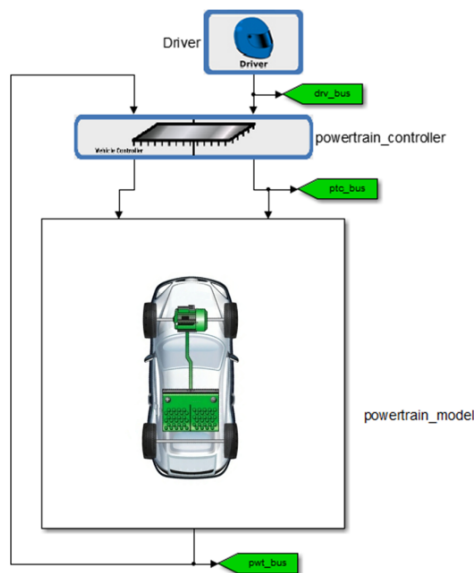 Driver
Driver
drv_bus
powertrain_controller
Vehicle Controller
ptc_bus
powertrain_model
pwt_bus